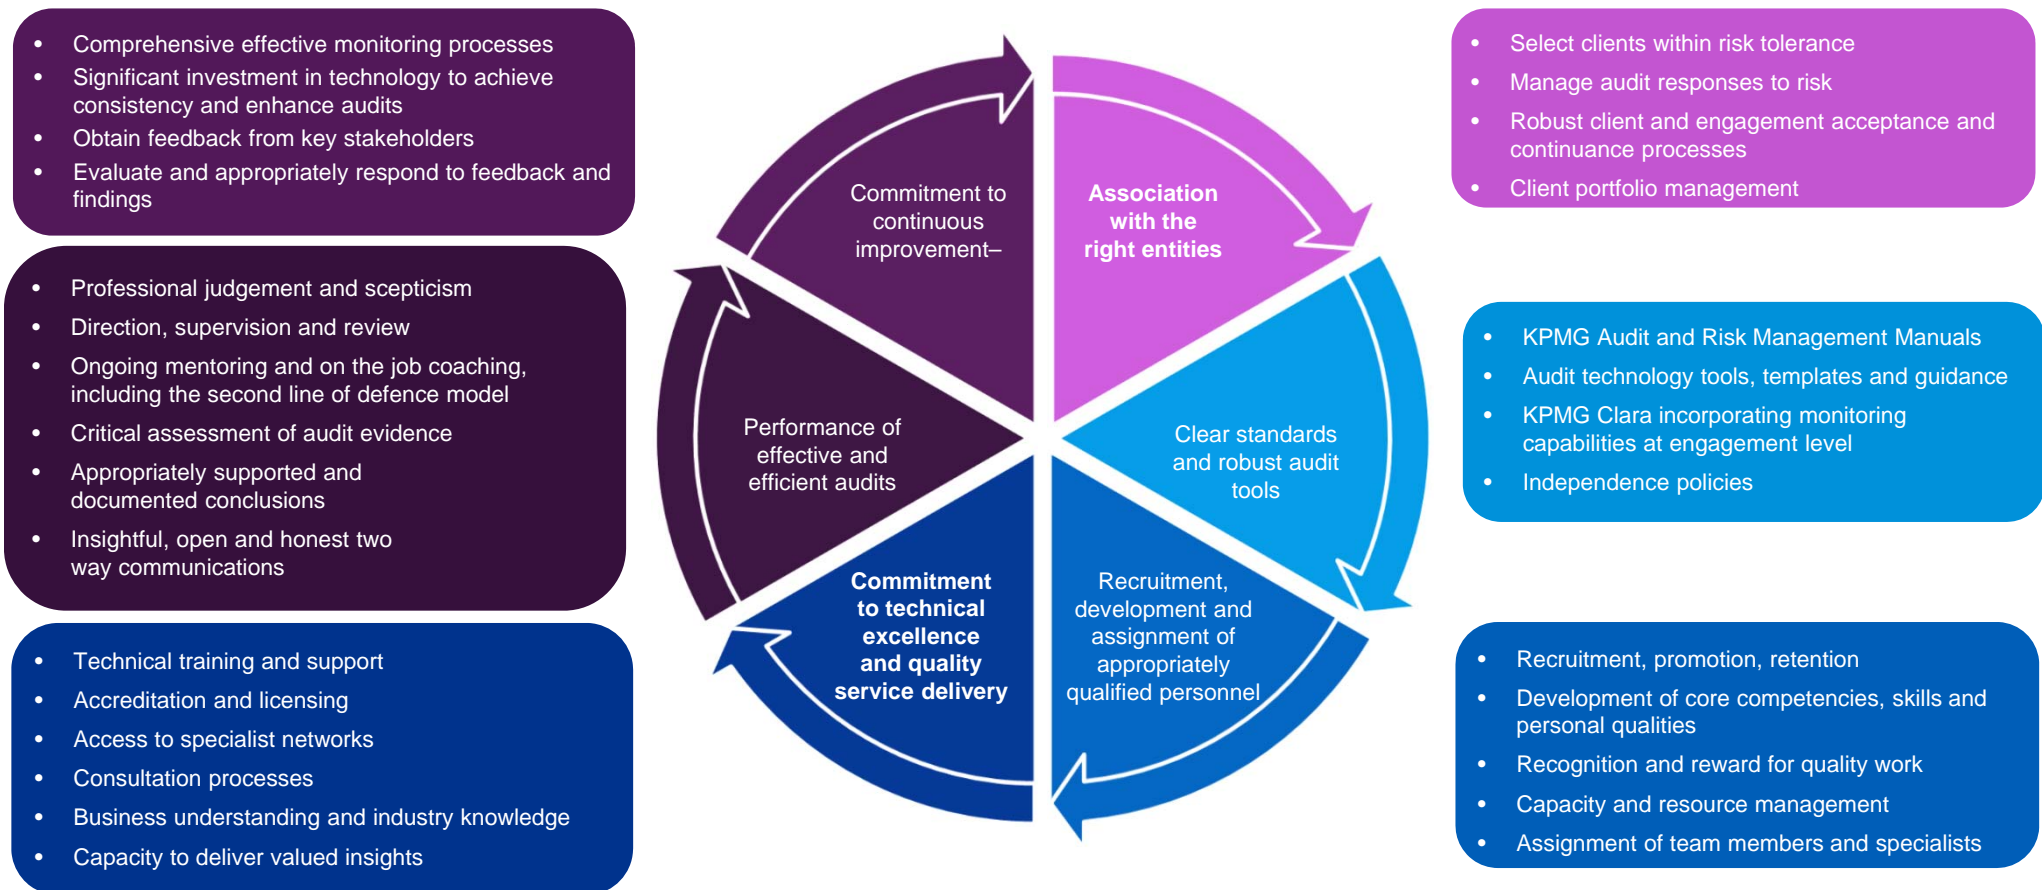 • Comprehensive effective monitoring processes
• Significant investment in technology to achieve
consistency and enhance audits
• Obtain feedback from key stakeholders
• Evaluate and appropriately respond to feedback and
findings
• Professional judgement and scepticism
• Direction, supervision and review
• Ongoing mentoring and on the job coaching,
including the second line of defence model
• Critical assessment of audit evidence
• Appropriately supported and
documented conclusions
• Insightful, open and honest two
way communications
• Technical training and support
• Accreditation and licensing
• Access to specialist networks
• Consultation processes
• Business understanding and industry knowledge
• Capacity to deliver valued insights
Commitment to
continuous
improvement–
Association
with the
right entities
Performance of
effective and
efficient audits
Clear standards
and robust audit
tools
Commitment
to technical
excellence
and quality
service delivery
Recruitment,
development and
assignment of
appropriately
qualified personnel
• Select clients within risk tolerance
• Manage audit responses to risk
• Robust client and engagement acceptance and
continuance processes
• Client portfolio management
• KPMG Audit and Risk Management Manuals
• Audit technology tools, templates and guidance
• KPMG Clara incorporating monitoring
capabilities at engagement level
• Independence policies
• Recruitment, promotion, retention
• Development of core competencies, skills and
personal qualities
• Recognition and reward for quality work
• Capacity and resource management
• Assignment of team members and specialists